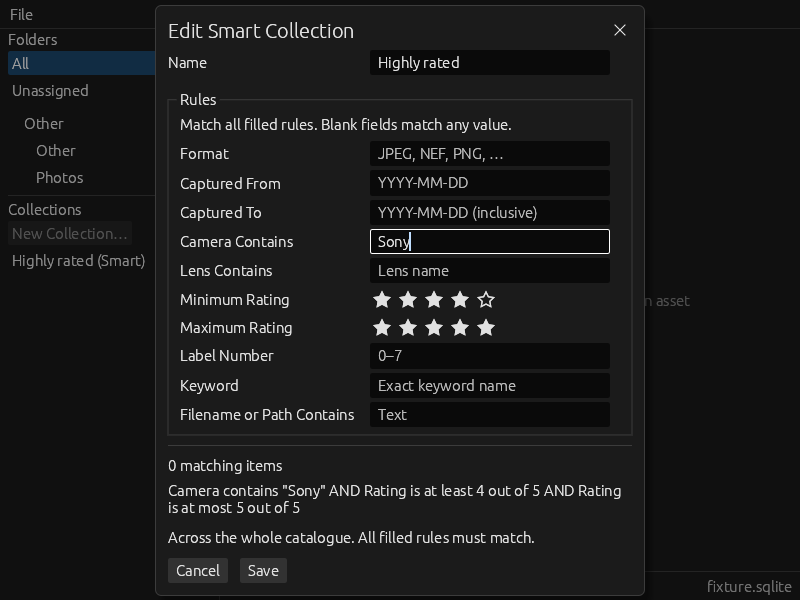 File
Folders
All
Unassigned
Other
Other
Photos
Collections
New Collection...
Highly rated (Smart)
Edit Smart Collection
Name
Highly rated
Rules
Match all filled rules. Blank fields match any value.
Format
JPEG, NEF, PNG, ...
Captured From
YYYY-MM-DD
Captured To
YYYY-MM-DD (inclusive)
Camera Contains
Sony
Lens Contains
Lens name
Minimum Rating
Maximum Rating
Label Number
0–7
Keyword
Exact keyword name
Filename or Path Contains
Text
0 matching items
Camera contains "Sony" AND Rating is at least 4 out of 5 AND Rating
is at most 5 out of 5
Across the whole catalogue. All filled rules must match.
Cancel
Save
asset
fixture.sqlite